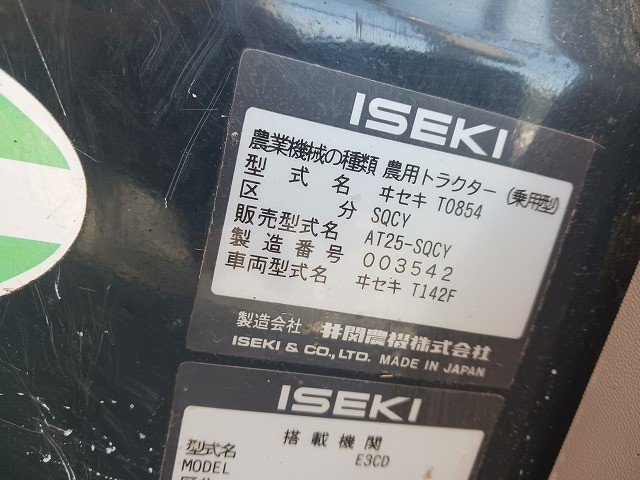 ISEKI
農業機械の種類 農用トラクター (乗用型)
型式名 ヰセキ T0854
区分 SQCY
販売型式名 AT25-SQCY
製造番号 003542
車両型式名 ヰセキ T142F
製造会社 井関農機株式会社
ISEKI & CO., LTD. MADE IN JAPAN
ISEKI
搭載機関
型式名 E3CD
MODEL